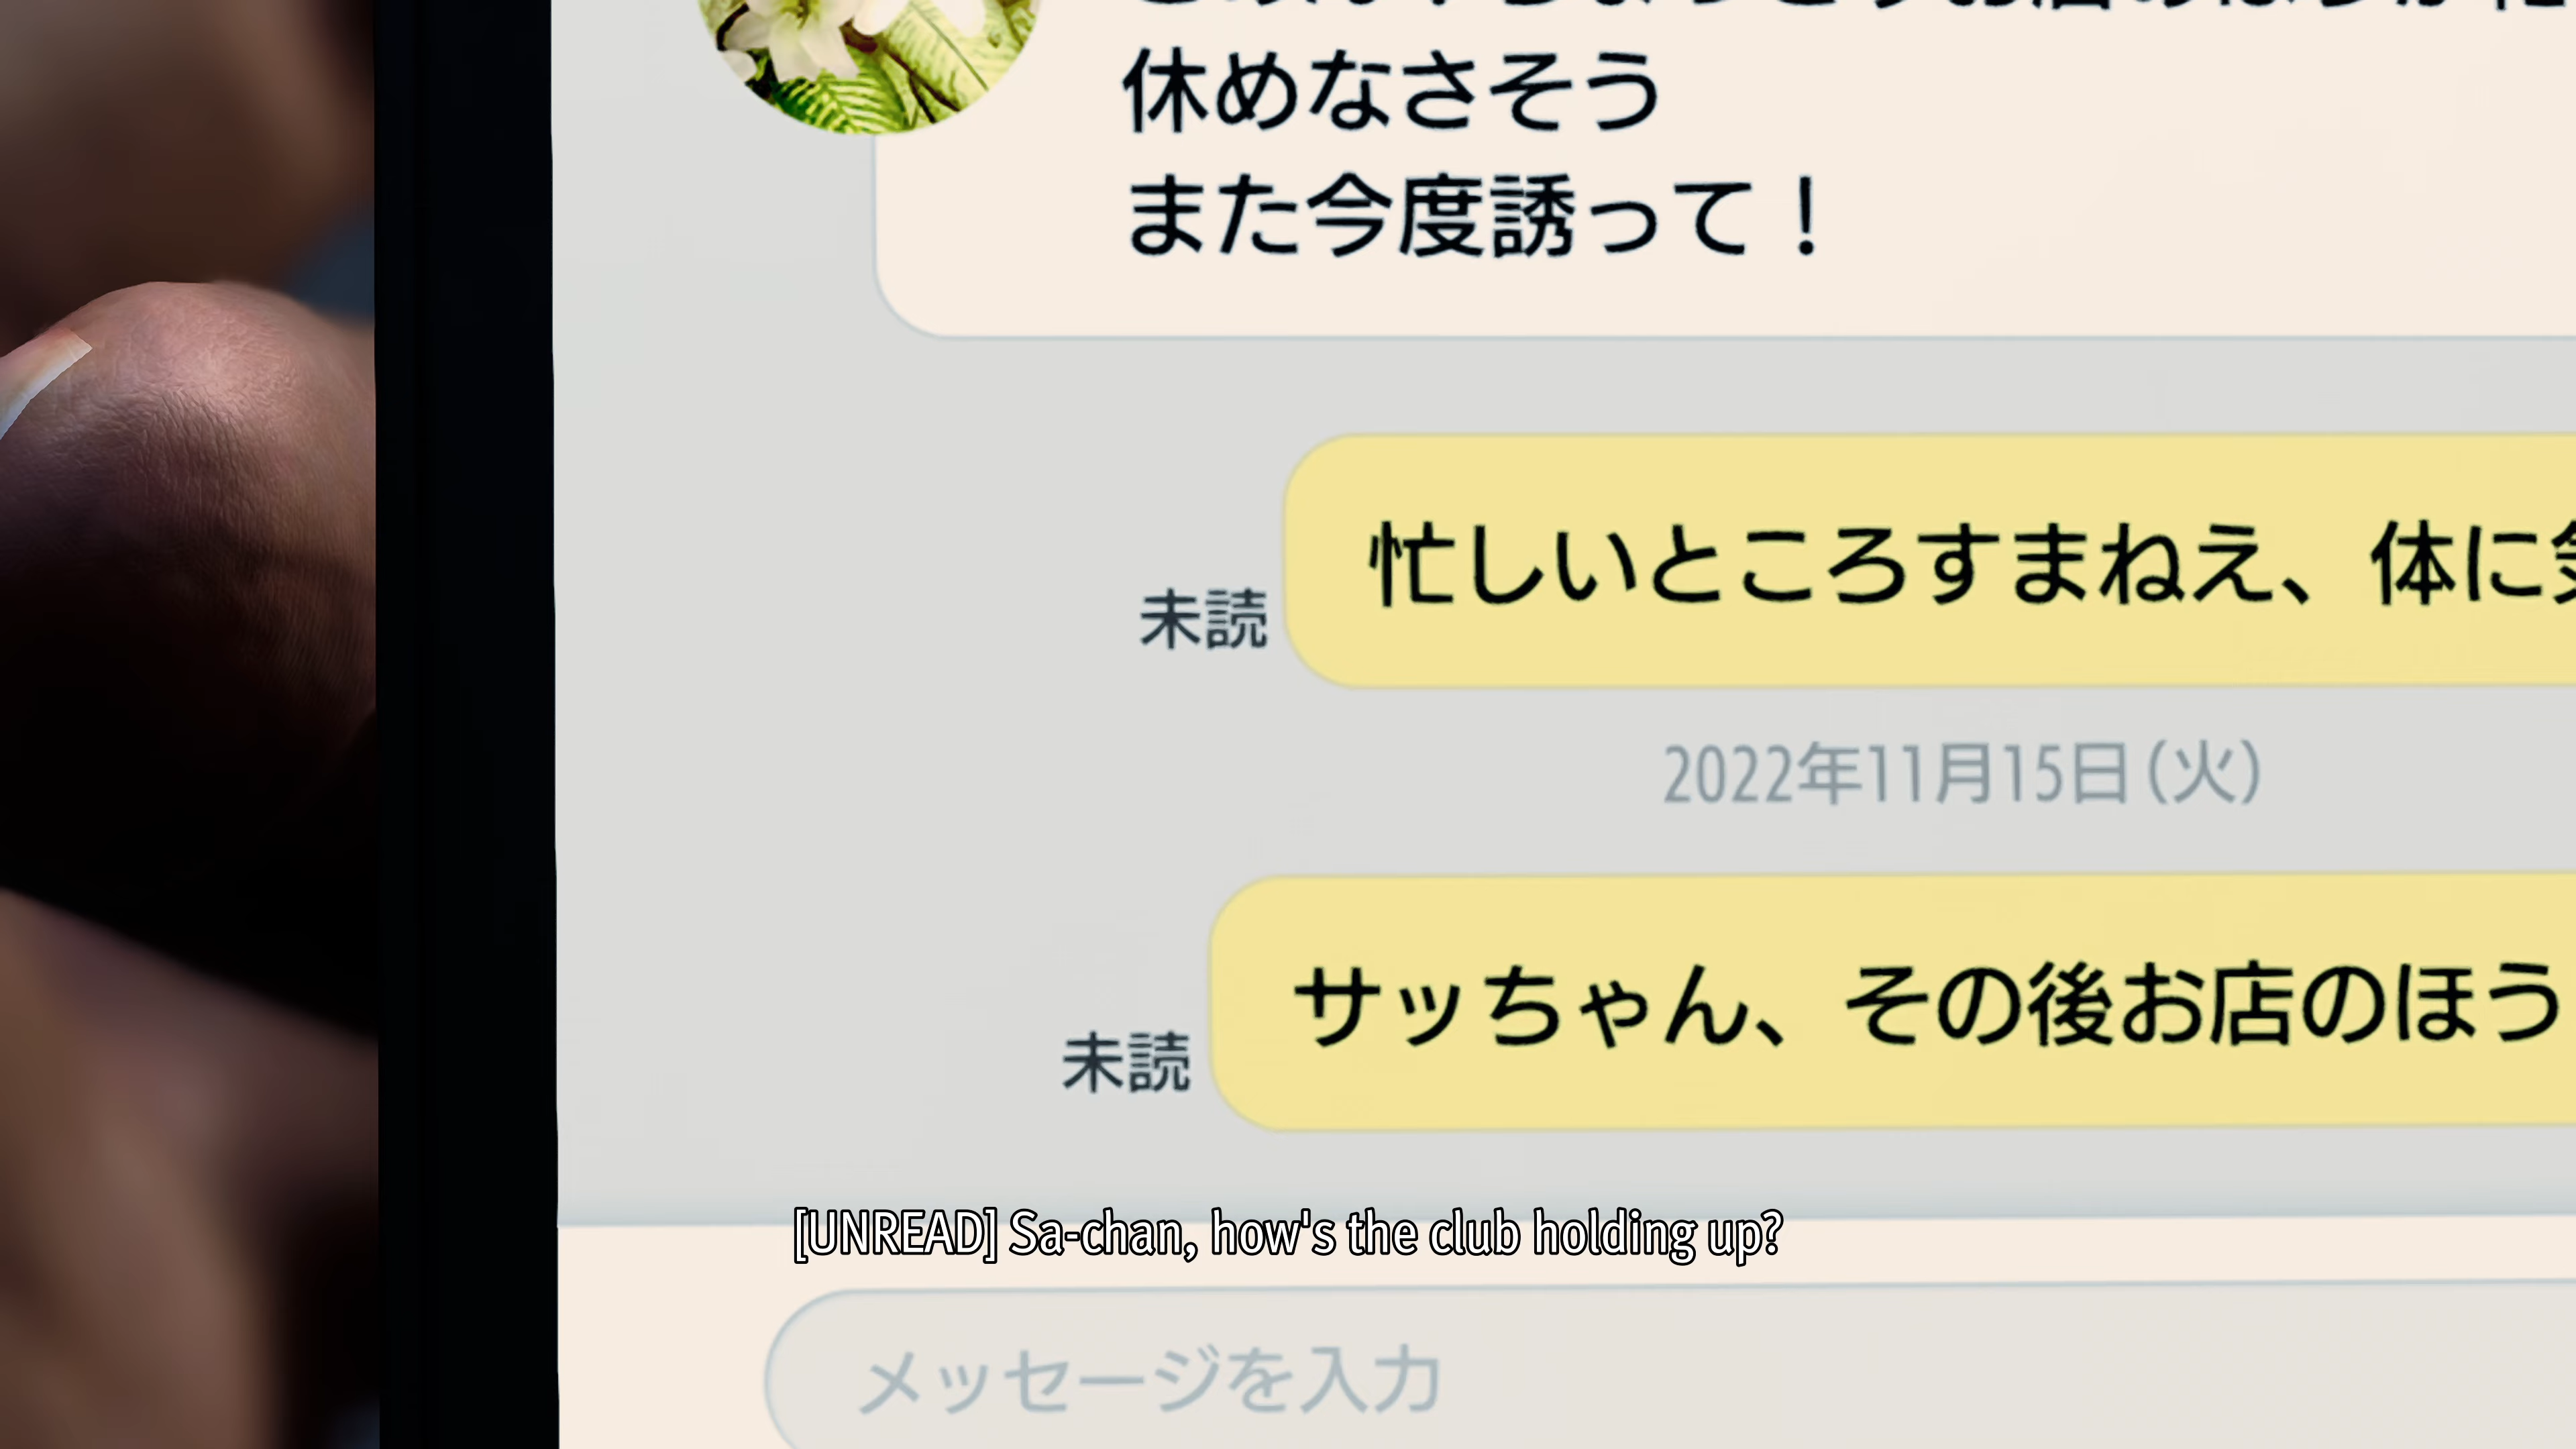 休めなさそう
また今度誘って！
忙しいところすまねえ、体に
未読
2022年11月15日（火）
サッちゃん、その後お店のほう
未読
[UNREAD] Sa-chan, how's the club holding up?
メッセージを入力